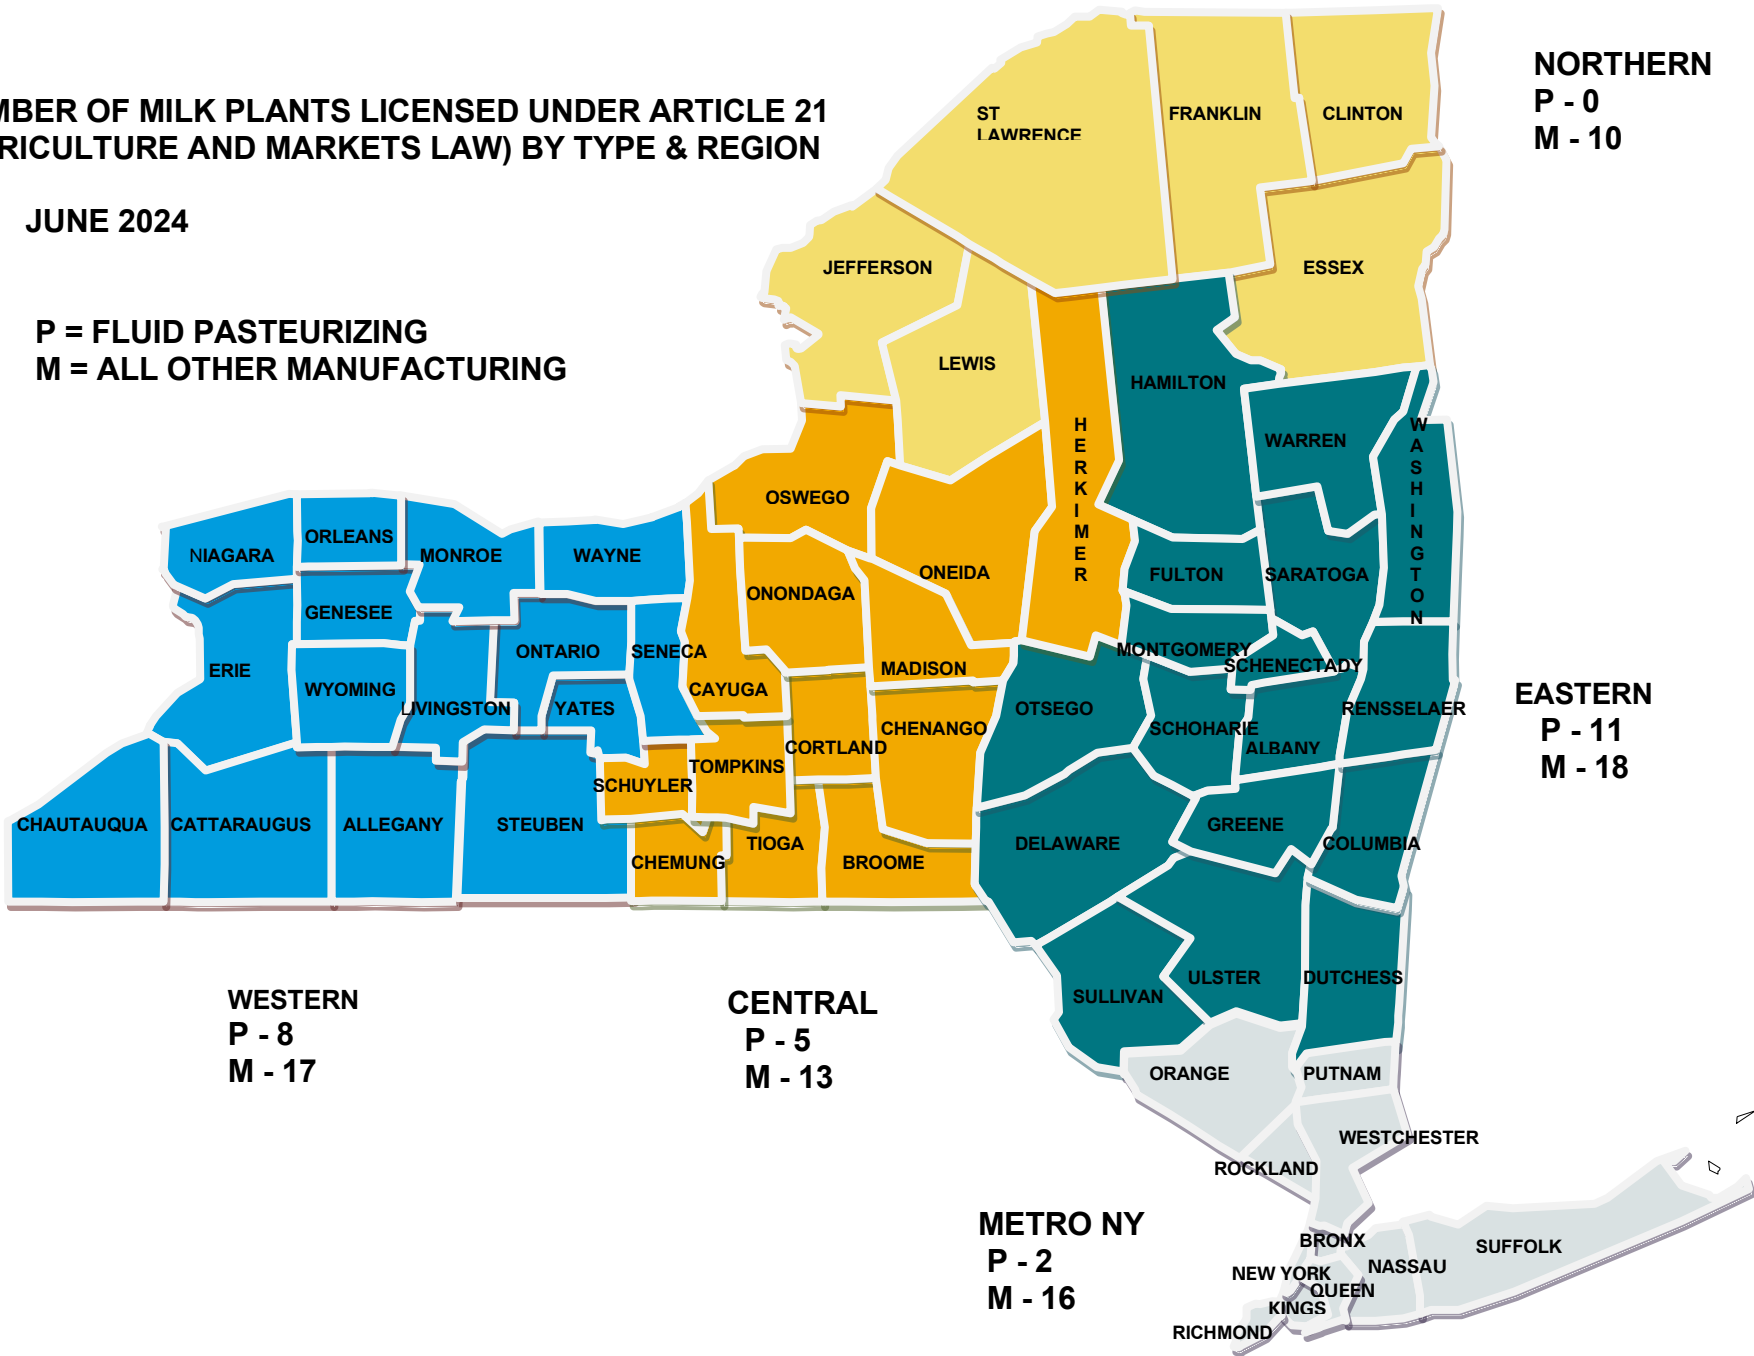 MBER OF MILK PLANTS LICENSED UNDER ARTICLE 21
RICULTURE AND MARKETS LAW) BY TYPE & REGION
JUNE 2024
P = FLUID PASTEURIZING
M = ALL OTHER MANUFACTURING
NORTHERN
P - 0
M - 10
ST
LAWRENCE
FRANKLIN
CLINTON
JEFFERSON
ESSEX
LEWIS
HAMILTON
HERKIMER
WARREN
WASHINGTON
OSWEGO
ORLEANS
NIAGARA
MONROE
WAYNE
ONEIDA
FULTON
SARATOGA
ONONDAGA
GENESEE
ONTARIO
SENECA
MONTGOMERY
SCHENECTADY
ERIE
MADISON
WYOMING
CAYUGA
LIVINGSTON
YATES
OTSEGO
RENSSELAER
CHENANGO
SCHOHARIE
CORTLAND
ALBANY
TOMPKINS
SCHUYLER
EASTERN
P - 11
M - 18
CHAUTAUQUA
CATTARAUGUS
ALLEGANY
STEUBEN
GREENE
TIOGA
DELAWARE
COLUMBIA
CHEMUNG
BROOME
ULSTER
DUTCHESS
SULLIVAN
WESTERN
P - 8
M - 17
CENTRAL
P - 5
M - 13
ORANGE
PUTNAM
WESTCHESTER
ROCKLAND
METRO NY
P - 2
M - 16
BRONX
SUFFOLK
NASSAU
NEW YORK
QUEEN
KINGS
RICHMOND